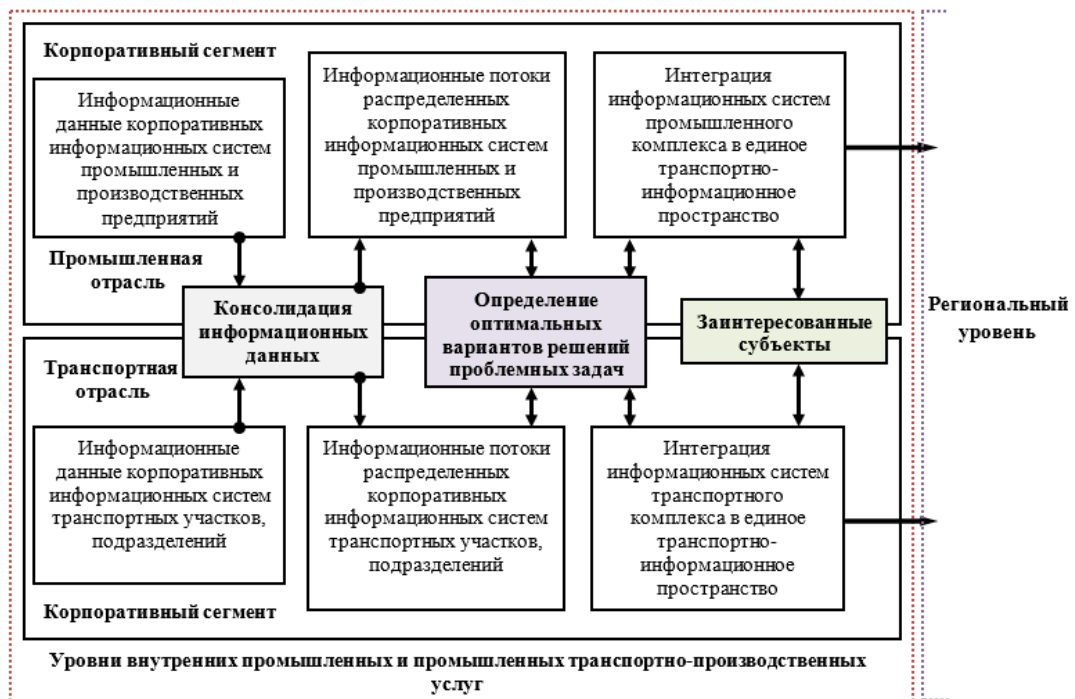 Корпоративный сегмент
Информационные
данные корпоративных
информационных систем
промышленных и
производственных
предприятий
Информационные потоки
распределенных
корпоративных
информационных систем
промышленных и
производственных
предприятий
Интеграция
информационных систем
промышленного
комплекса в единое
транспортно-
информационное
пространство
Промышленная
отрасль
Консолидация
информационных
данных
Определение
оптимальных
вариантов решений
проблемных задач
Заинтересованные
субъекты
Региональный
уровень
Транспортная
отрасль
Информационные
данные корпоративных
информационных систем
транспортных участков,
подразделений
Информационные потоки
распределенных
корпоративных
информационных систем
транспортных участков,
подразделений
Интеграция
информационных систем
транспортного
комплекса в единое
транспортно-
информационное
пространство
Корпоративный сегмент
Уровни внутренних промышленных и промышленных транспортно-производственных
услуг